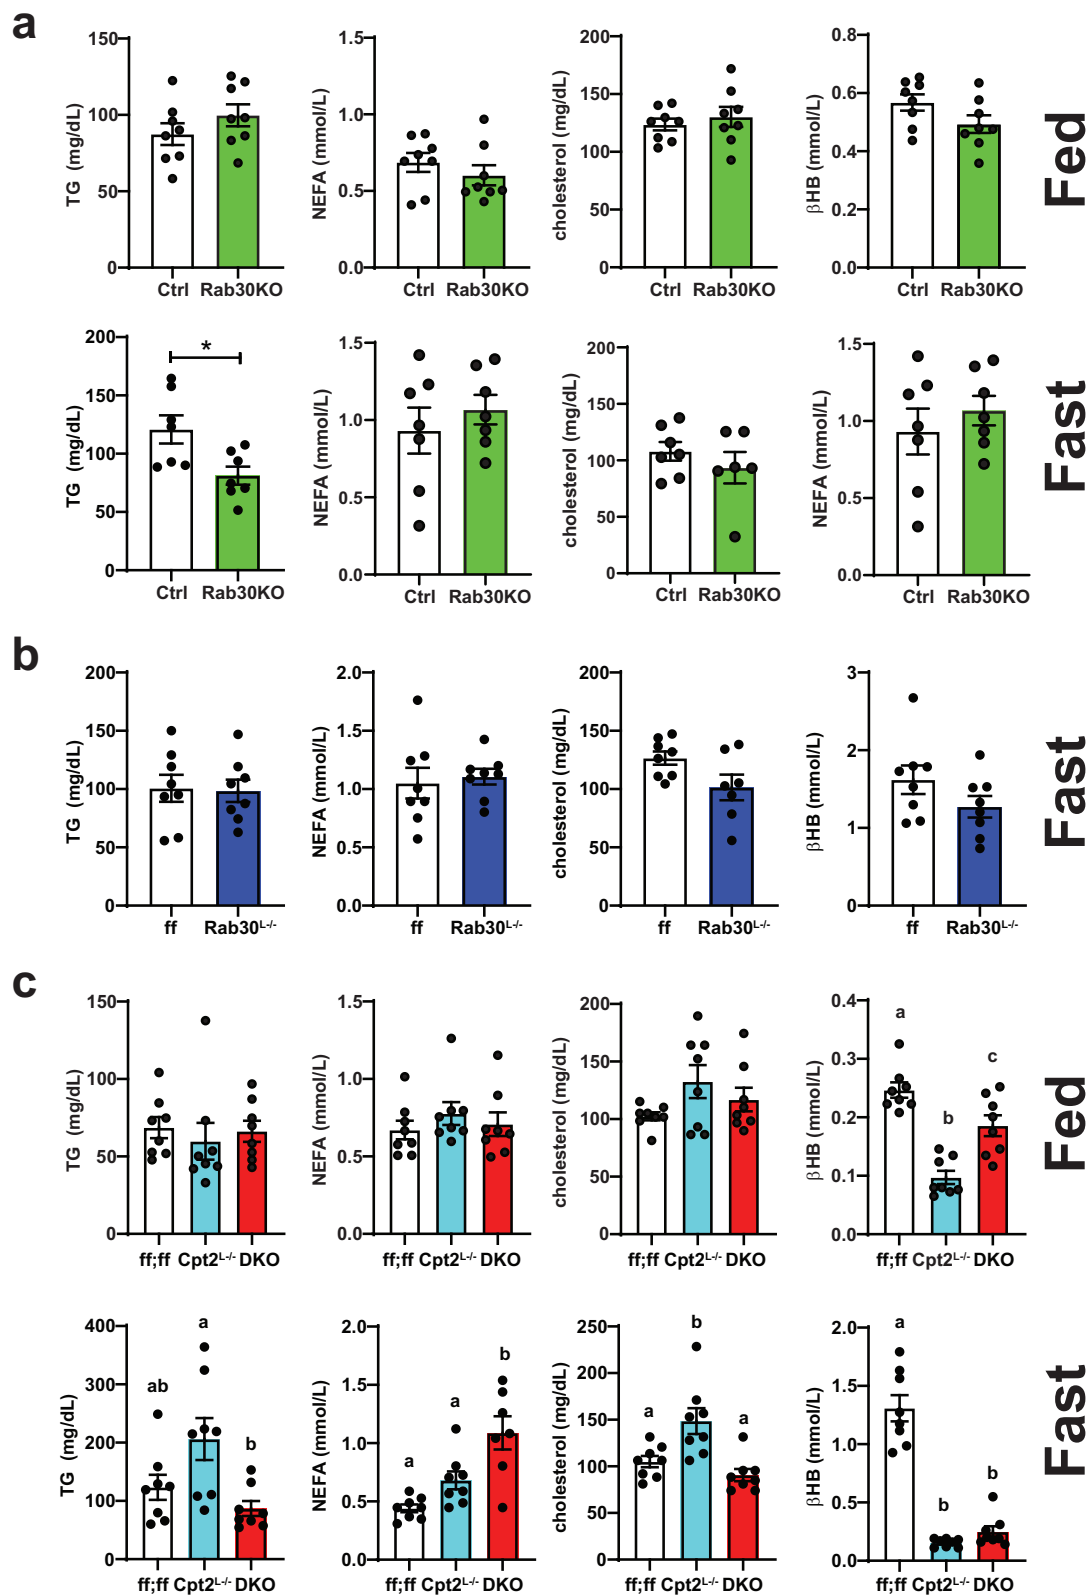 a
TG (mg/dL)
150
100
50
0
Ctrl Rab30KO
NEFA (mmol/L)
1.5
1.0
0.5
0.0
Ctrl Rab30KO
cholesterol (mg/dL)
200
150
100
50
0
Ctrl Rab30KO
βHB (mmol/L)
0.8
0.6
0.4
0.2
0.0
Ctrl Rab30KO
Fed
TG (mg/dL)
200
150
100
50
0
*
Ctrl Rab30KO
NEFA (mmol/L)
1.5
1.0
0.5
0.0
Ctrl Rab30KO
cholesterol (mg/dL)
200
150
100
50
0
Ctrl Rab30KO
NEFA (mmol/L)
1.5
1.0
0.5
0.0
Ctrl Rab30KO
Fast
b
TG (mg/dL)
200
150
100
50
0
ff Rab30L-/-
NEFA (mmol/L)
2.0
1.5
1.0
0.5
0.0
ff Rab30L-/-
cholesterol (mg/dL)
200
150
100
50
0
ff Rab30L-/-
βHB (mmol/L)
3
2
1
0
ff Rab30L-/-
Fast
c
TG (mg/dL)
150
100
50
0
ff;ff Cpt2L-/- DKO
NEFA (mmol/L)
1.5
1.0
0.5
0.0
ff;ff Cpt2L-/- DKO
cholesterol (mg/dL)
200
150
100
50
0
ff;ff Cpt2L-/- DKO
βHB (mmol/L)
0.4
0.3
0.2
0.1
0.0
a
b
c
ff;ff Cpt2L-/- DKO
Fed
TG (mg/dL)
400
300
200
100
0
ab
a
b
ff;ff Cpt2L-/- DKO
NEFA (mmol/L)
2.0
1.5
1.0
0.5
0.0
a
a
b
ff;ff Cpt2L-/- DKO
cholesterol (mg/dL)
250
200
150
100
50
0
a
b
a
ff;ff Cpt2L-/- DKO
βHB (mmol/L)
2.0
1.5
1.0
0.5
0.0
a
b
b
ff;ff Cpt2L-/- DKO
Fast